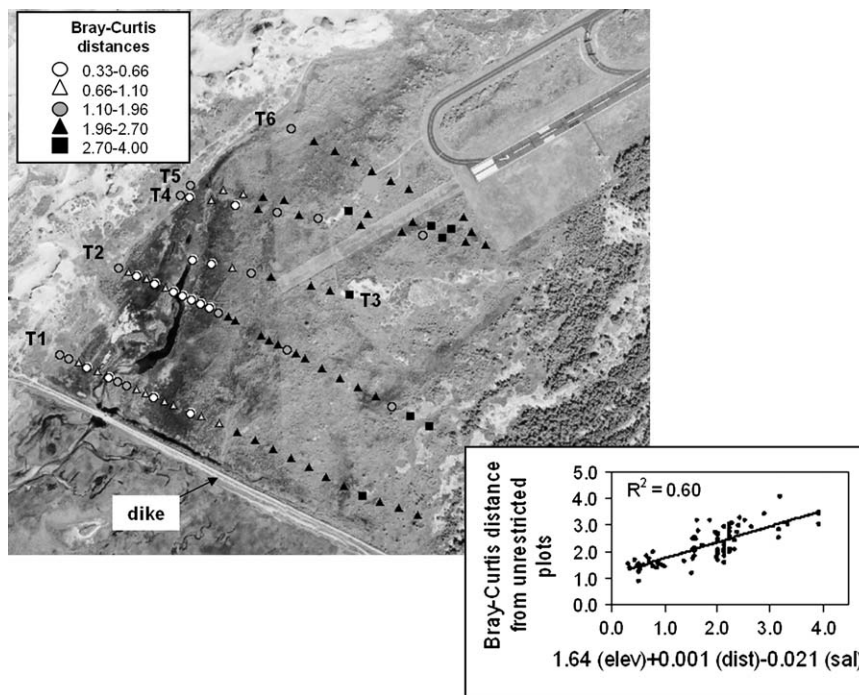 Bray-Curtis
distances
0.33-0.66
0.66-1.10
1.10-1.96
1.96-2.70
2.70-4.00
T6
T5
T4
T2
T3
T1
dike
Bray-Curtis distance
from unrestricted
plots
5.0
4.0
3.0
2.0
1.0
0.0
R² = 0.60
0.0 1.0 2.0 3.0 4.0
1.64 (elev)+0.001 (dist)-0.021 (sal)